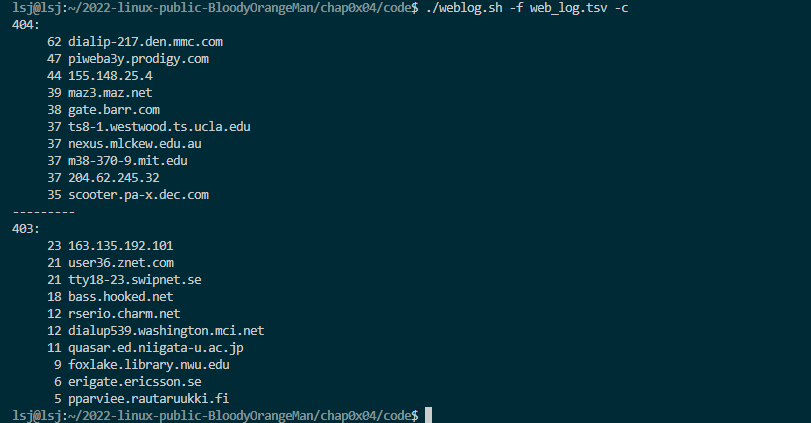 lsj@lsj:~/2022-linux-public-BloodyOrangeMan/chap0x04/code$ ./weblog.sh -f web_log.tsv -c
404:
62 dialip-217.den.mmc.com
47 piweba3y.prodigy.com
44 155.148.25.4
39 maz3.maz.net
38 gate.barr.com
37 ts8-1.westwood.ts.ucla.edu
37 nexus.mlckew.edu.au
37 m38-370-9.mit.edu
37 204.62.245.32
35 scooter.pa-x.dec.com
---------
403:
23 163.135.192.101
21 user36.znet.com
21 tty18-23.swipnet.se
18 bass.hooked.net
12 rserio.charm.net
12 dialup539.washington.mci.net
11 quasar.ed.niigata-u.ac.jp
9 foxlake.library.nwu.edu
6 erigate.ericsson.se
5 pparviee.rautaruukki.fi
lsj@lsj:~/2022-linux-public-BloodyOrangeMan/chap0x04/code$